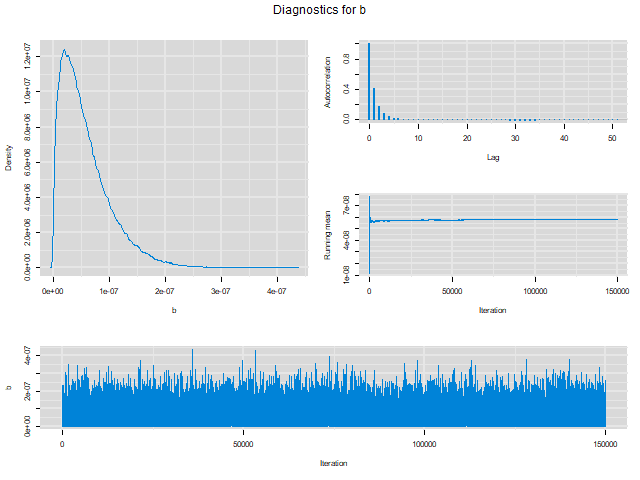 Diagnostics for b
Density
0.0e+00 2.0e+06 4.0e+06 6.0e+06 8.0e+06 1.0e+07 1.2e+07
0e+00 1e-07 2e-07 3e-07 4e-07
b
Autocorrelation
0.0 0.4 0.8
0 10 20 30 40 50
Lag
Running mean
1e-08 4e-08 7e-08
0 50000 100000 150000
Iteration
b
0e+00 2e-07 4e-07
0 50000 100000 150000
Iteration